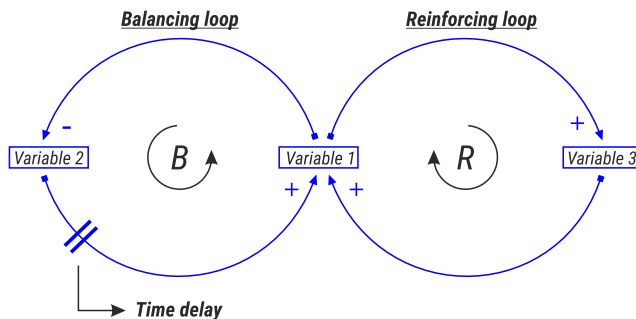 Balancing loop
Reinforcing loop
-
+
Variable 2
B
Variable 1
R
Variable 3
+
+
Time delay